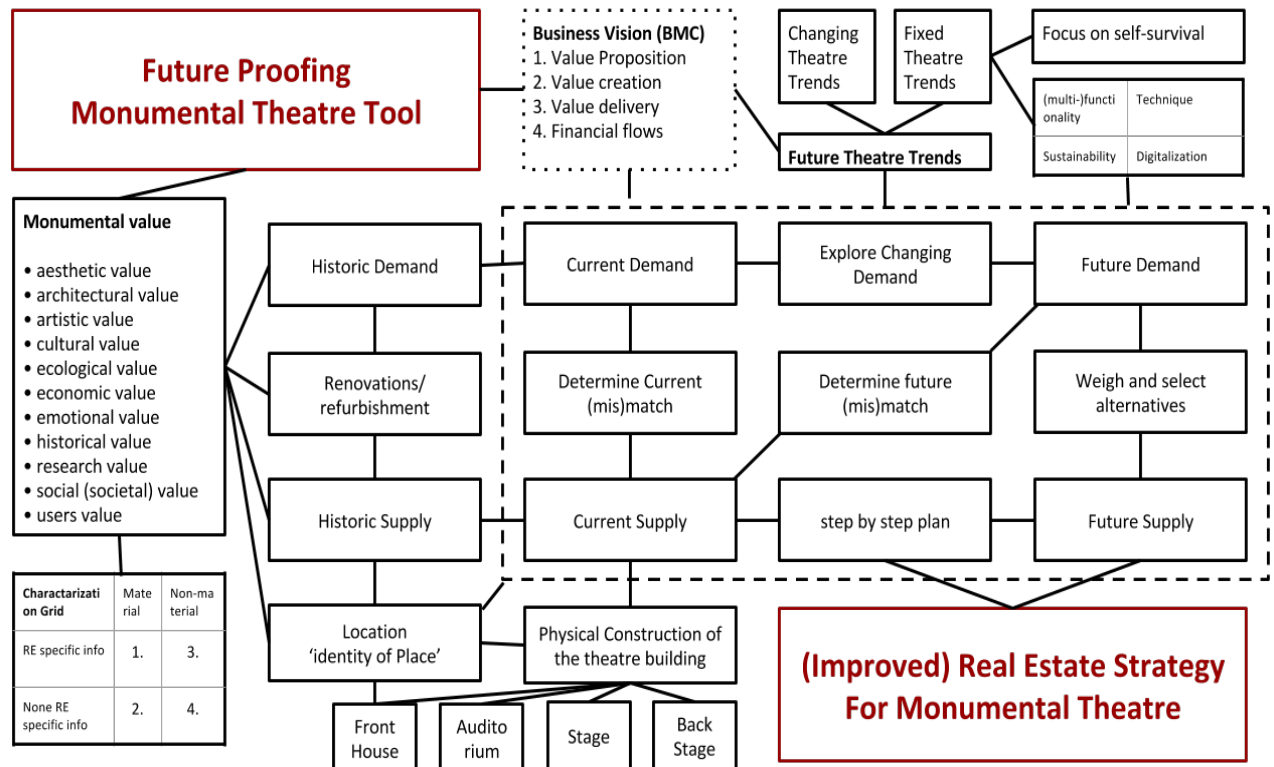 Future Proofing
Monumental Theatre Tool
Business Vision (BMC)
1. Value Proposition
2. Value creation
3. Value delivery
4. Financial flows
Changing
Theatre
Trends
Fixed
Theatre
Trends
Focus on self-survival
(multi-)functi
onality
Technique
Sustainability
Digitalization
Future Theatre Trends
Monumental value
• aesthetic value
• architectural value
• artistic value
• cultural value
• ecological value
• economic value
• emotional value
• historical value
• research value
• social (societal) value
• users value
Historic Demand
Current Demand
Explore Changing
Demand
Future Demand
Renovations/
refurbishment
Determine Current
(mis)match
Determine future
(mis)match
Weigh and select
alternatives
Historic Supply
Current Supply
step by step plan
Future Supply
Charactarizati
on Grid
Mate
rial
Non-ma
terial
RE specific info
1.
3.
None RE
specific info
2.
4.
Location
‘identity of Place’
Physical Construction of
the theatre building
Front
House
Audito
rium
Stage
Back
Stage
(Improved) Real Estate Strategy
For Monumental Theatre